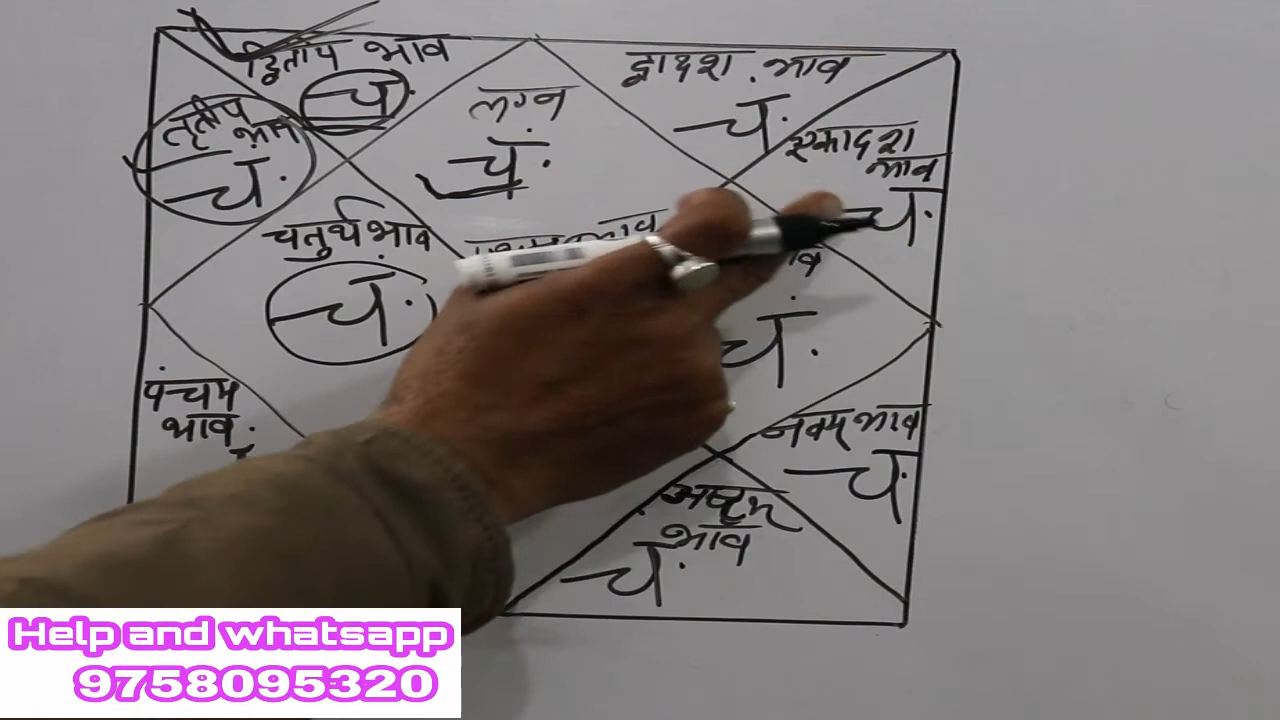 द्वितीय भाव
चं.
लग्न
चं.
द्वादश भाव
चं.
तृतीय
भाव
चं.
एकादश
भाव
चं.
चतुर्थ भाव
चं.
भाव
चं.
पंचम
भाव
नवम् भाव
चं.
अष्टम्
भाव
चं.
Help and whatsapp
9758095320